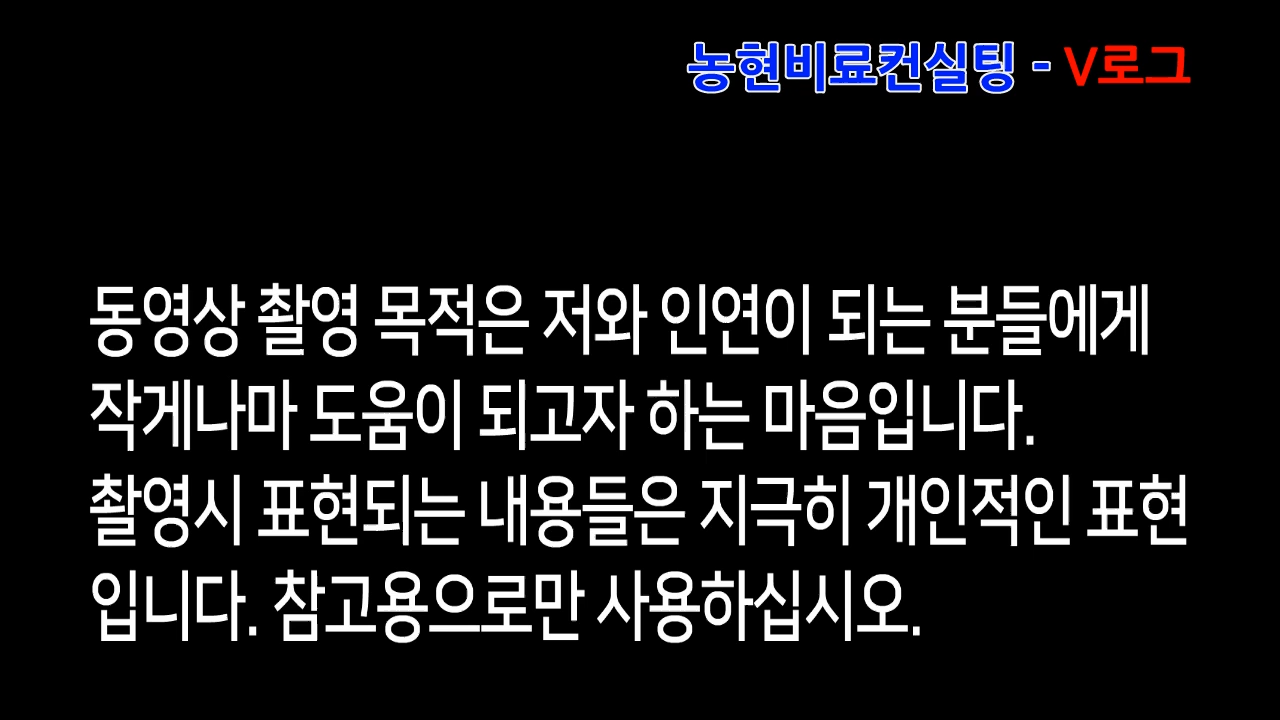 농현비료컨실팅 - V로그
동영상 촬영 목적은 저와 인연이 되는 분들에게
작게나마 도움이 되고자 하는 마음입니다.
촬영시 표현되는 내용들은 지극히 개인적인 표현
입니다. 참고용으로만 사용하십시오.